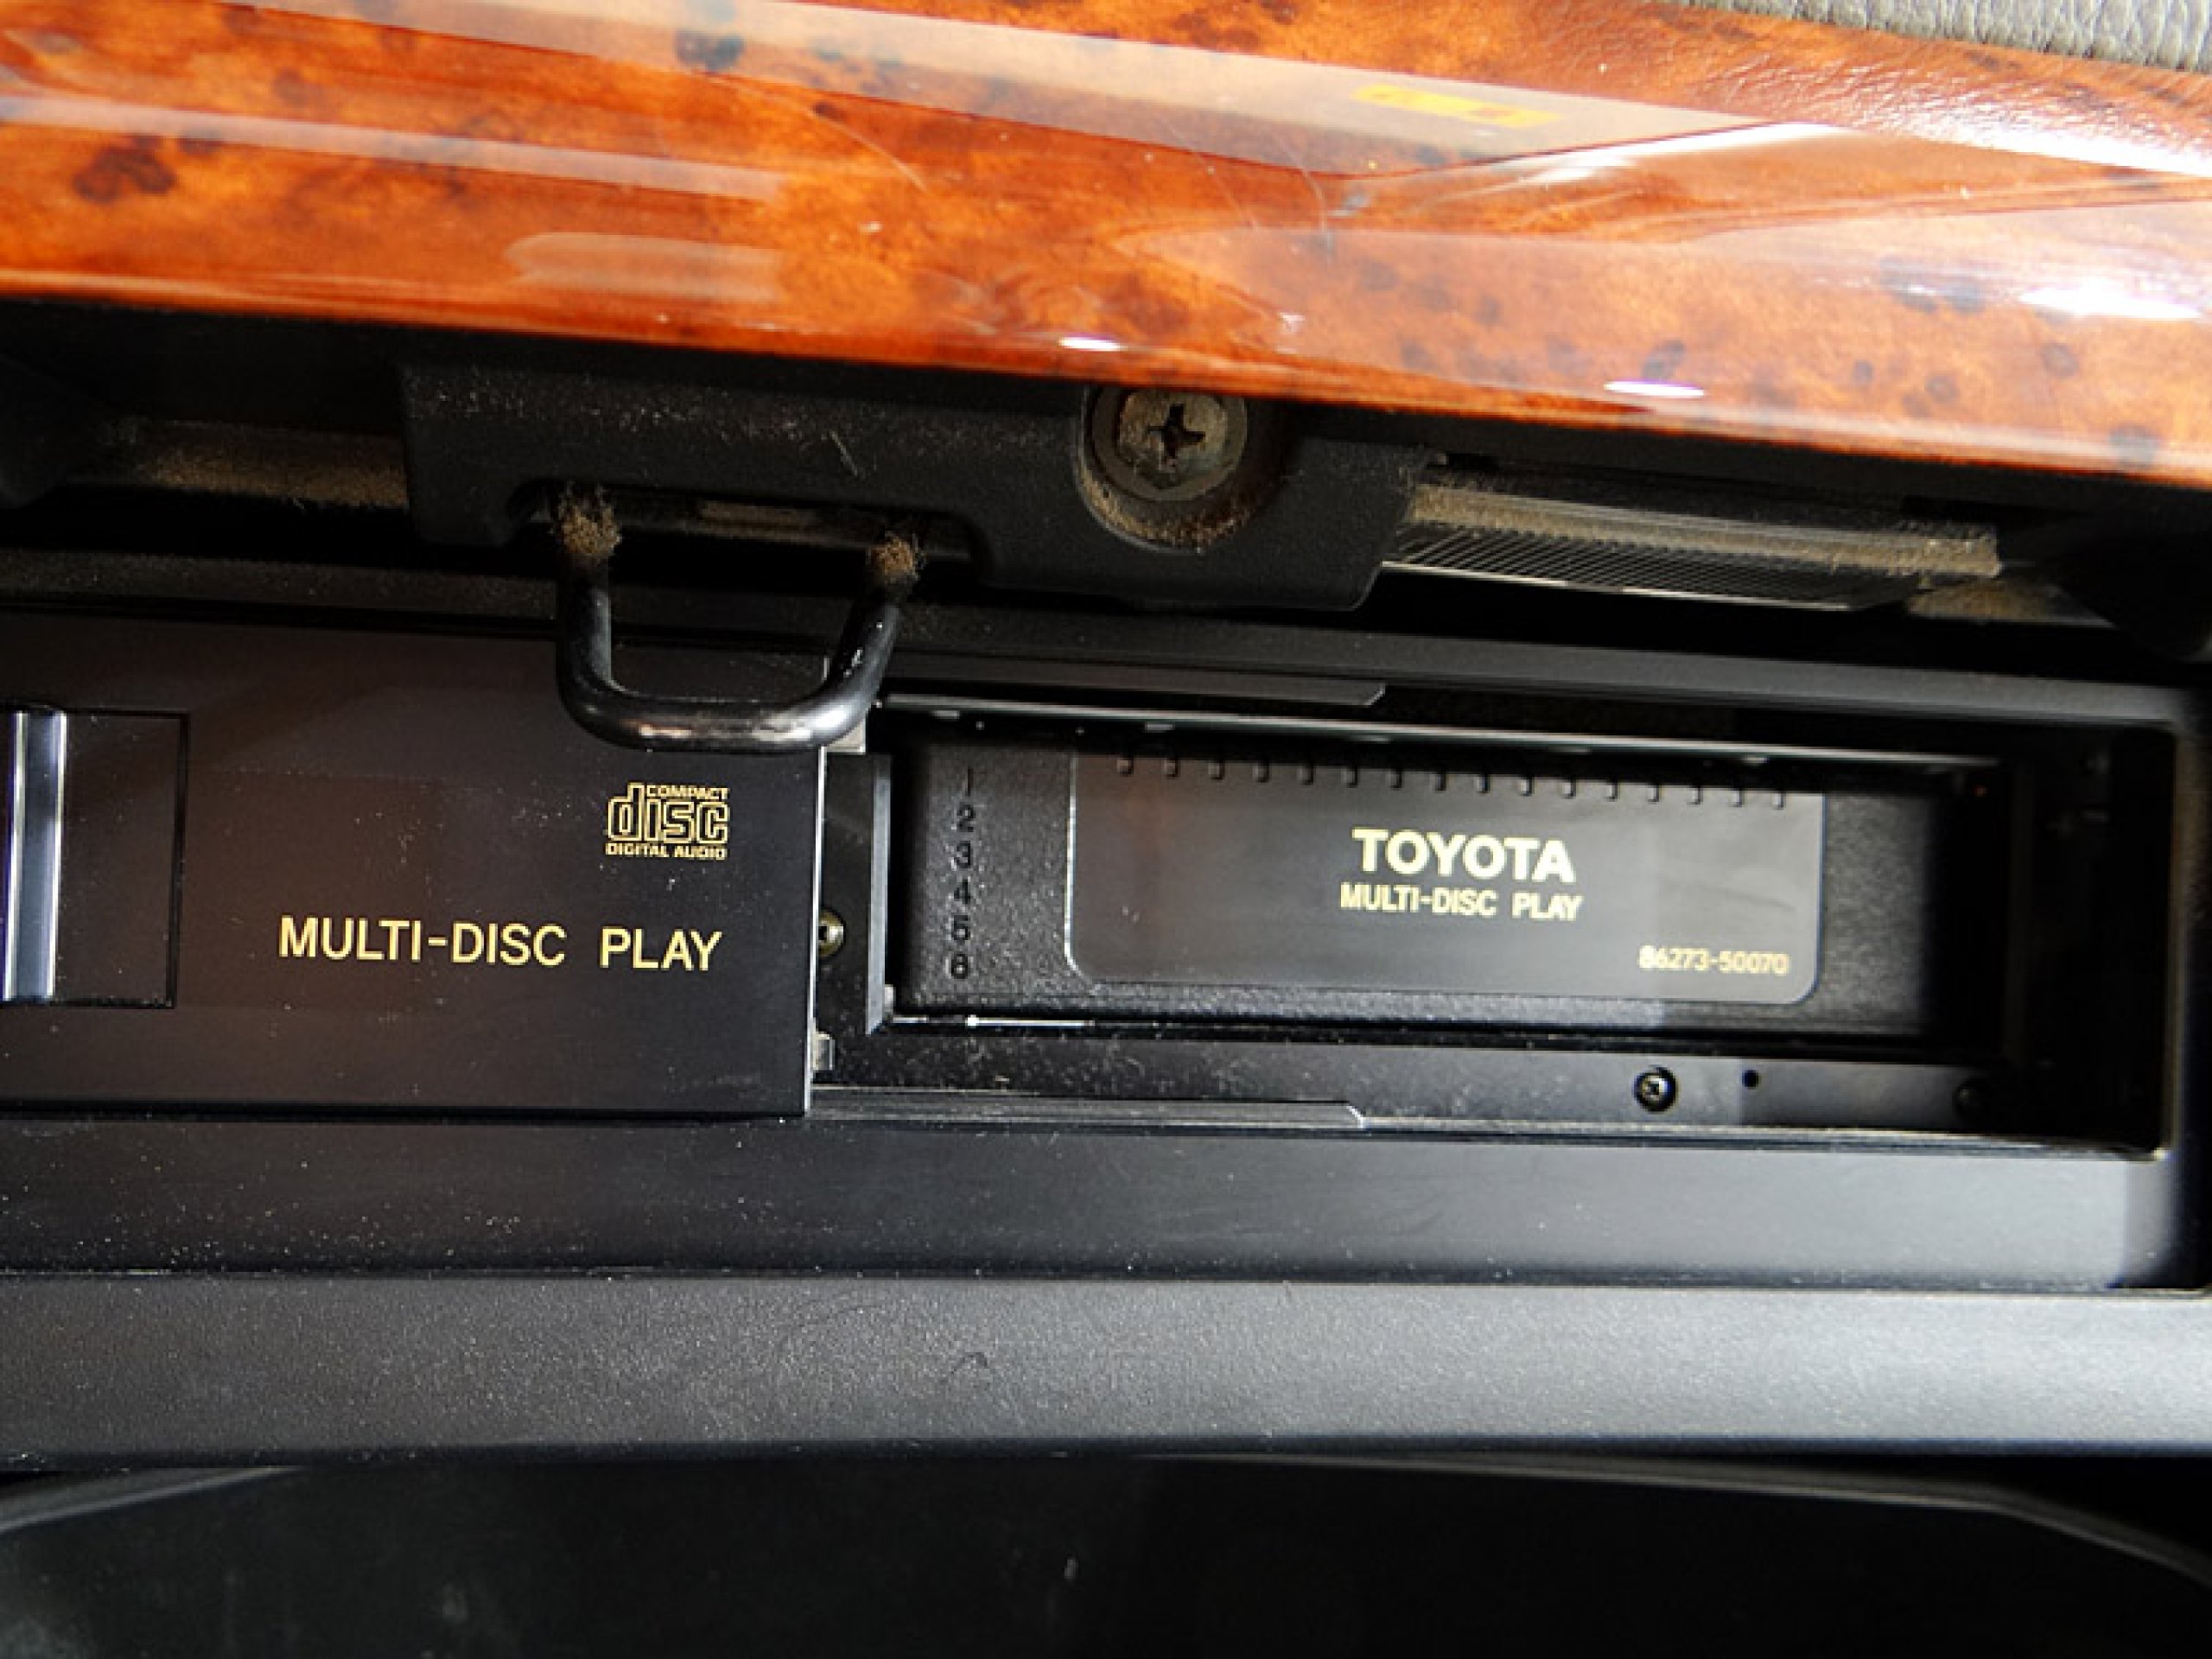 COMPACT
disc
DIGITAL AUDIO
MULTI-DISC PLAY
1
2
3
4
5
6
TOYOTA
MULTI-DISC PLAY
86273-50070